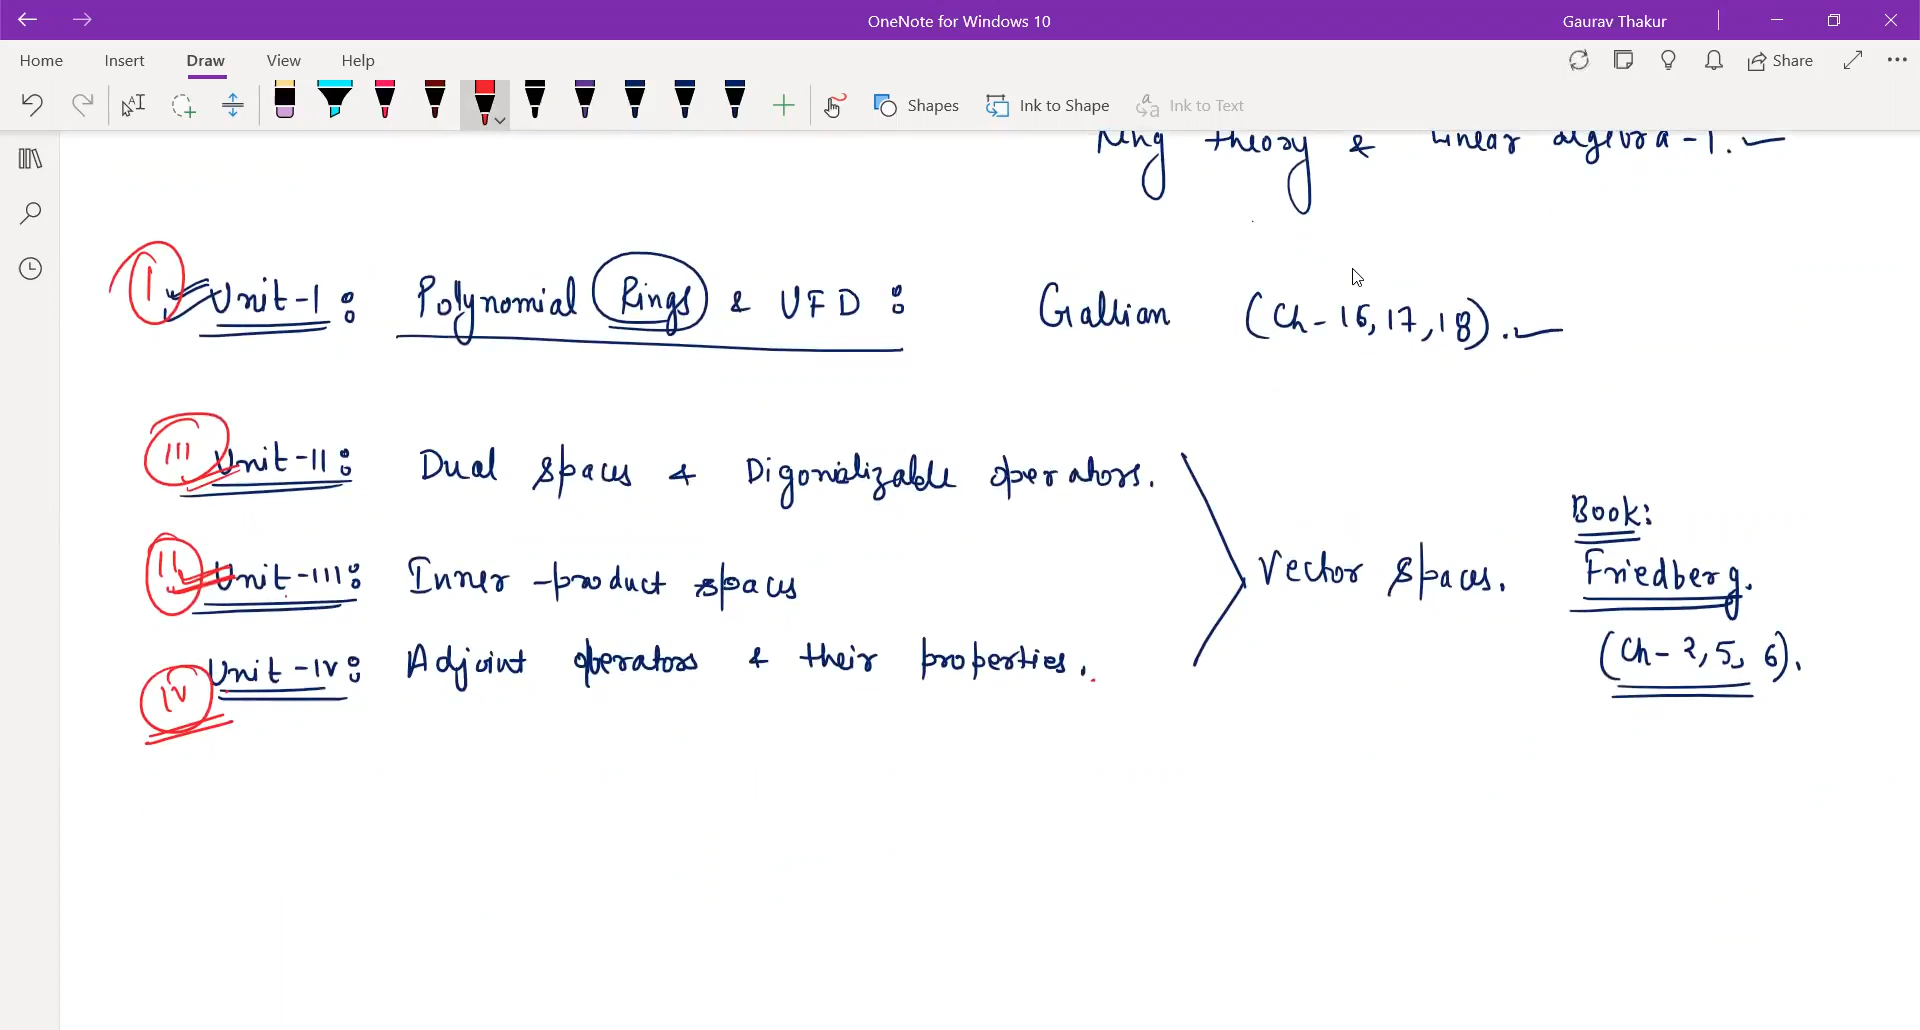 OneNote for Windows 10
Gaurav Thakur
Home Insert Draw View Help
Share
Shapes Ink to Shape Ink to Text
Ring theory & Linear algebra-1.
I Unit-I: Polynomial Rings & UFD: Gallian (Ch-16,17,18).
III Unit-II: Dual spaces & Digonalizable operators.
Book:
II Unit-III: Inner-product spaces Vector spaces. Friedberg.
IV Unit-IV: Adjoint operators & their properties. (Ch-2,5,6).